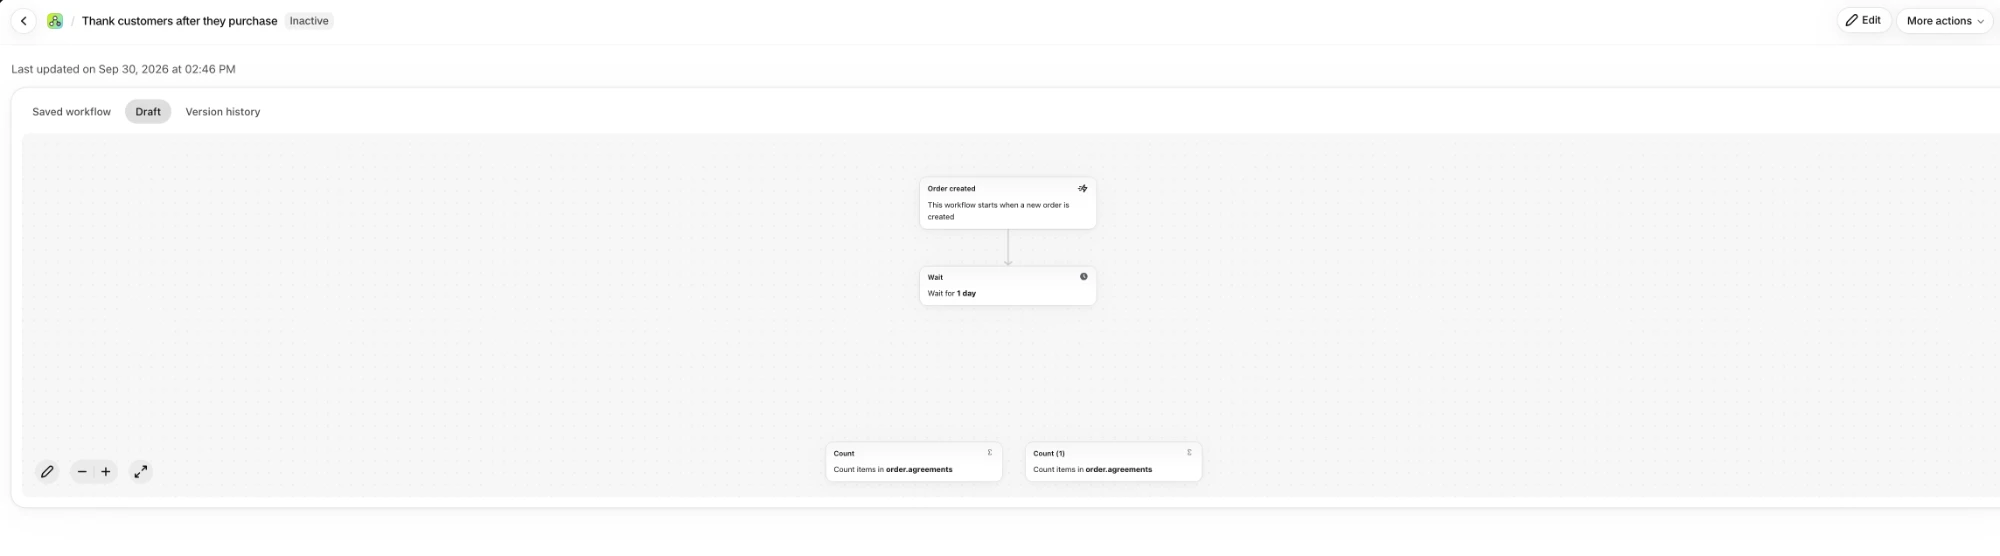 / Thank customers after they purchase Inactive Edit More actions
Last updated on Sep 30, 2026 at 02:46 PM
Saved workflow Draft Version history
Order created
This workflow starts when a new order is
created
Wait
Wait for 1 day
Count Σ
Count items in order.agreements
Count (1) Σ
Count items in order.agreements